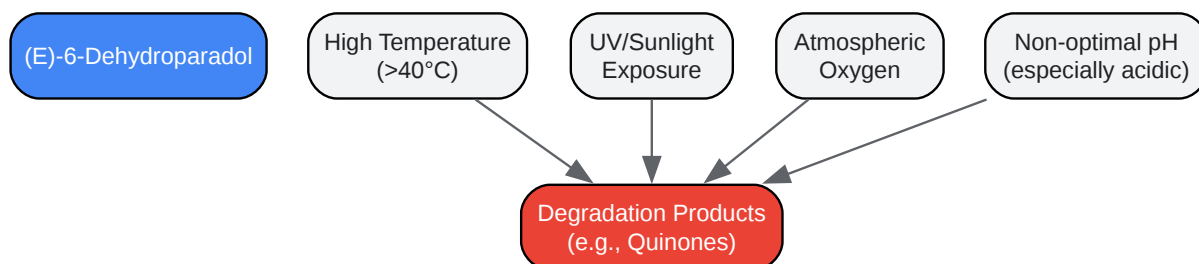 (E)-6-Dehydroparadol
High Temperature
(>40°C)
UV/Sunlight
Exposure
Atmospheric
Oxygen
Non-optimal pH
(especially acidic)
Degradation Products
(e.g., Quinones)